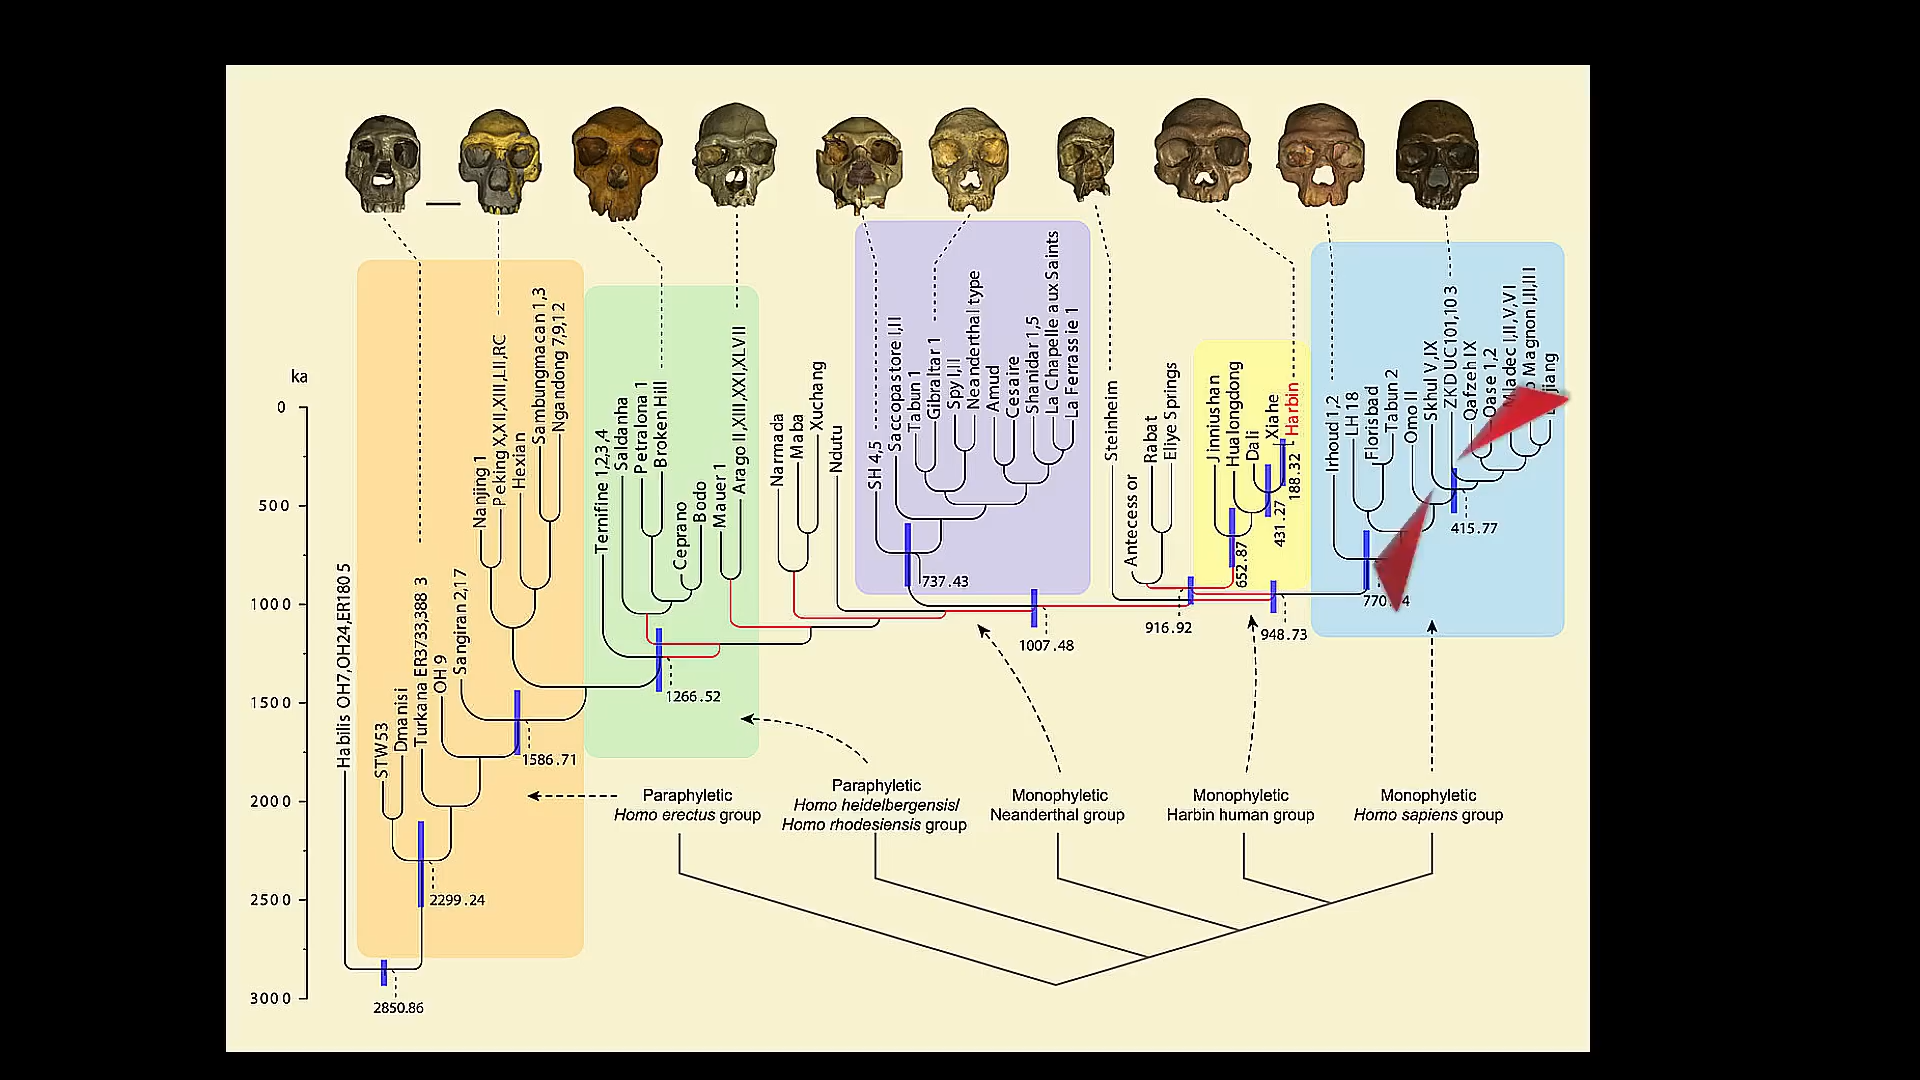 ka
0
500
1000
1500
2000
2500
3000
Habilis OH7,OH24,ER1805
STW53
Dmanisi
Turkana ER3733,3883
OH 9
Sangiran 2,17
Nanjing 1
Peking X,XII,XIII,LII,RC
Hexian
Sambungmacan 1,3
Ngandong 7,9,12
Ternifine 1,2,3,4
Saldanha
Petralona 1
Broken Hill
Ceprano
Bodo
Mauer 1
Arago II,XIII,XXI,XLVII
Narmada
Maba
Xuchang
Ndutu
SH 4,5
Saccopastore I,II
Tabun 1
Gibraltar 1
Spy I,II
Neanderthal type
Amud
Cesaire
Shanidar 1,5
La Chapelle aux Saints
La Ferrassie 1
Steinheim
Antecessor
Rabat
Eliye Springs
Jinniushan
Hualongdong
Dali
Xiahe
Harbin
Irhoud 1,2
LH 18
Florisbad
Tabun 2
Omo II
Skhul V,IX
ZKDUC101,103
Qafzeh IX
Oase 1,2
Mladec I,II,V,VI
Magnon I,II,III
2850.86
2299.24
1586.71
1266.52
737.43
1007.48
916.92
652.87
431.27
188.32
948.73
415.77
Paraphyletic
Homo erectus group
Paraphyletic
Homo heidelbergensis/
Homo rhodesiensis group
Monophyletic
Neanderthal group
Monophyletic
Harbin human group
Monophyletic
Homo sapiens group